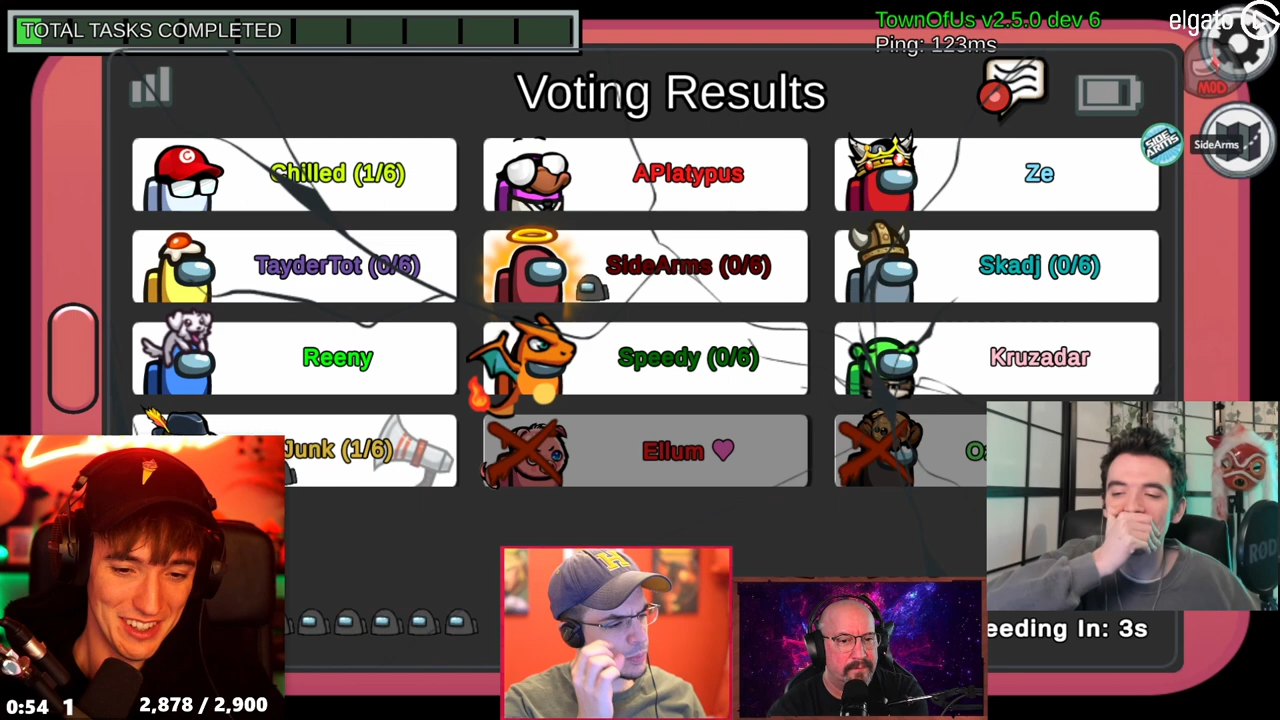 TOTAL TASKS COMPLETED
TownOfUs v2.5.0 dev 6
Ping: 123ms
elgato
MOD
Voting Results
SIDE ARMS
SideArms
C
Chilled (1/6)
APlatypus
Ze
TayderTot (0/6)
SideArms (0/6)
Skadj (0/6)
Reeny
Speedy (0/6)
Kruzadar
Junk (1/6)
Ellum
H
eeding In: 3s
0:54 1
2,878 / 2,900